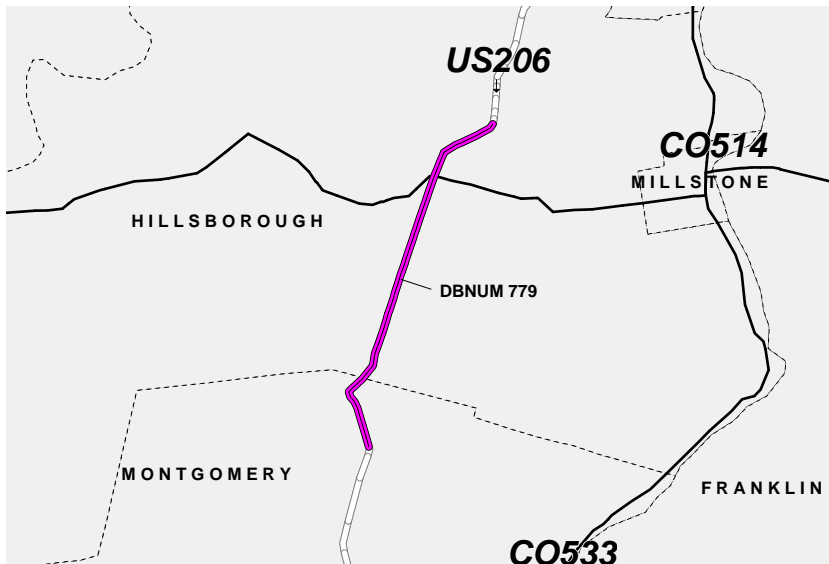 US206
CO514
MILLSTONE
HILLSBOROUGH
DBNUM 779
MONTGOMERY
FRANKLIN
CO533